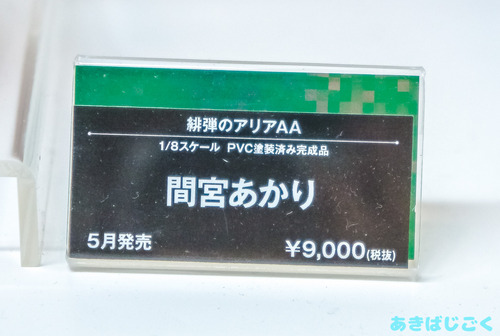 緋弾のアリアAA
1/8スケール PVC塗装済み完成品
間宮あかり
5月発売 ¥9,000(税抜)
あきばじごく